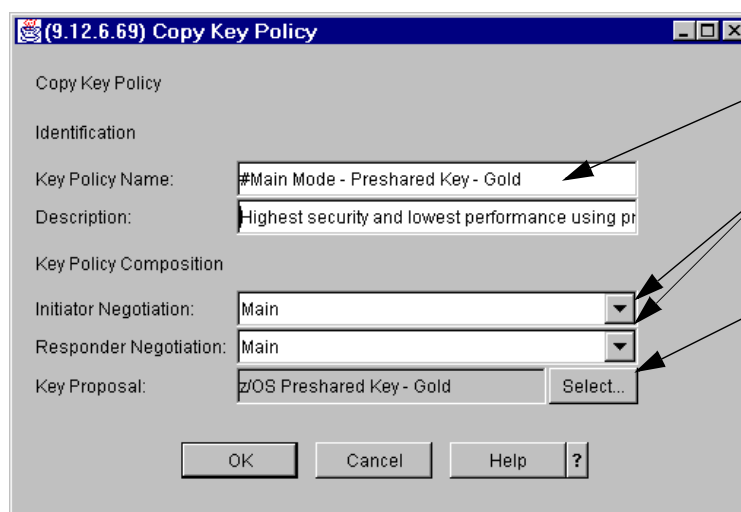 (9.12.6.69) Copy Key Policy
Copy Key Policy
Identification
Key Policy Name: #Main Mode - Preshared Key - Gold
Description: Highest security and lowest performance using pr
Key Policy Composition
Initiator Negotiation: Main
Responder Negotiation: Main
Key Proposal: z/OS Preshared Key - Gold Select...
OK Cancel Help ?